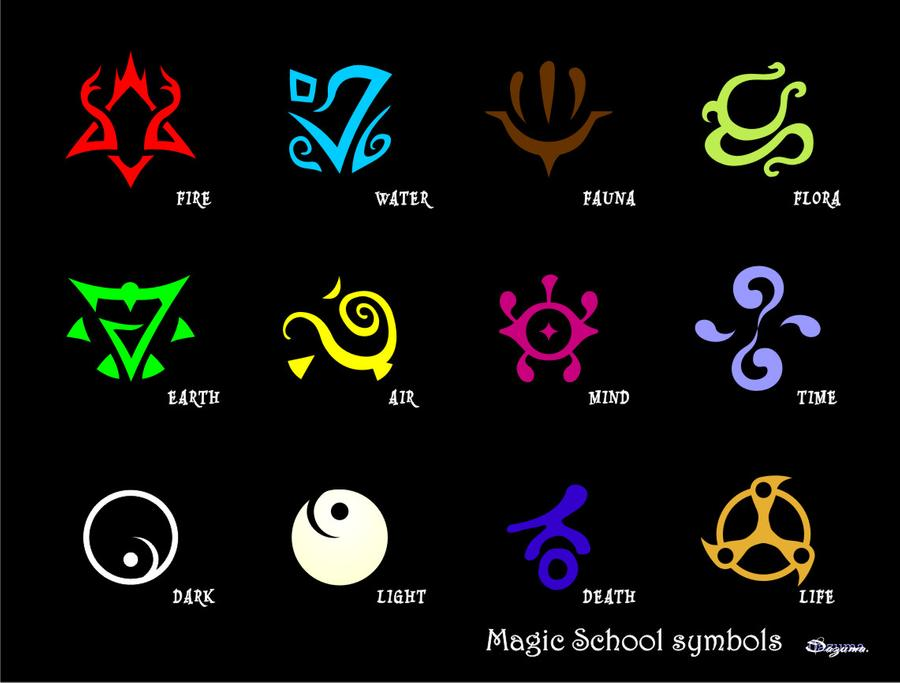 FIRE
WATER
FAUNA
FLORA
EARTH
AIR
MIND
TIME
DARK
LIGHT
DEATH
LIFE
Magic School symbols